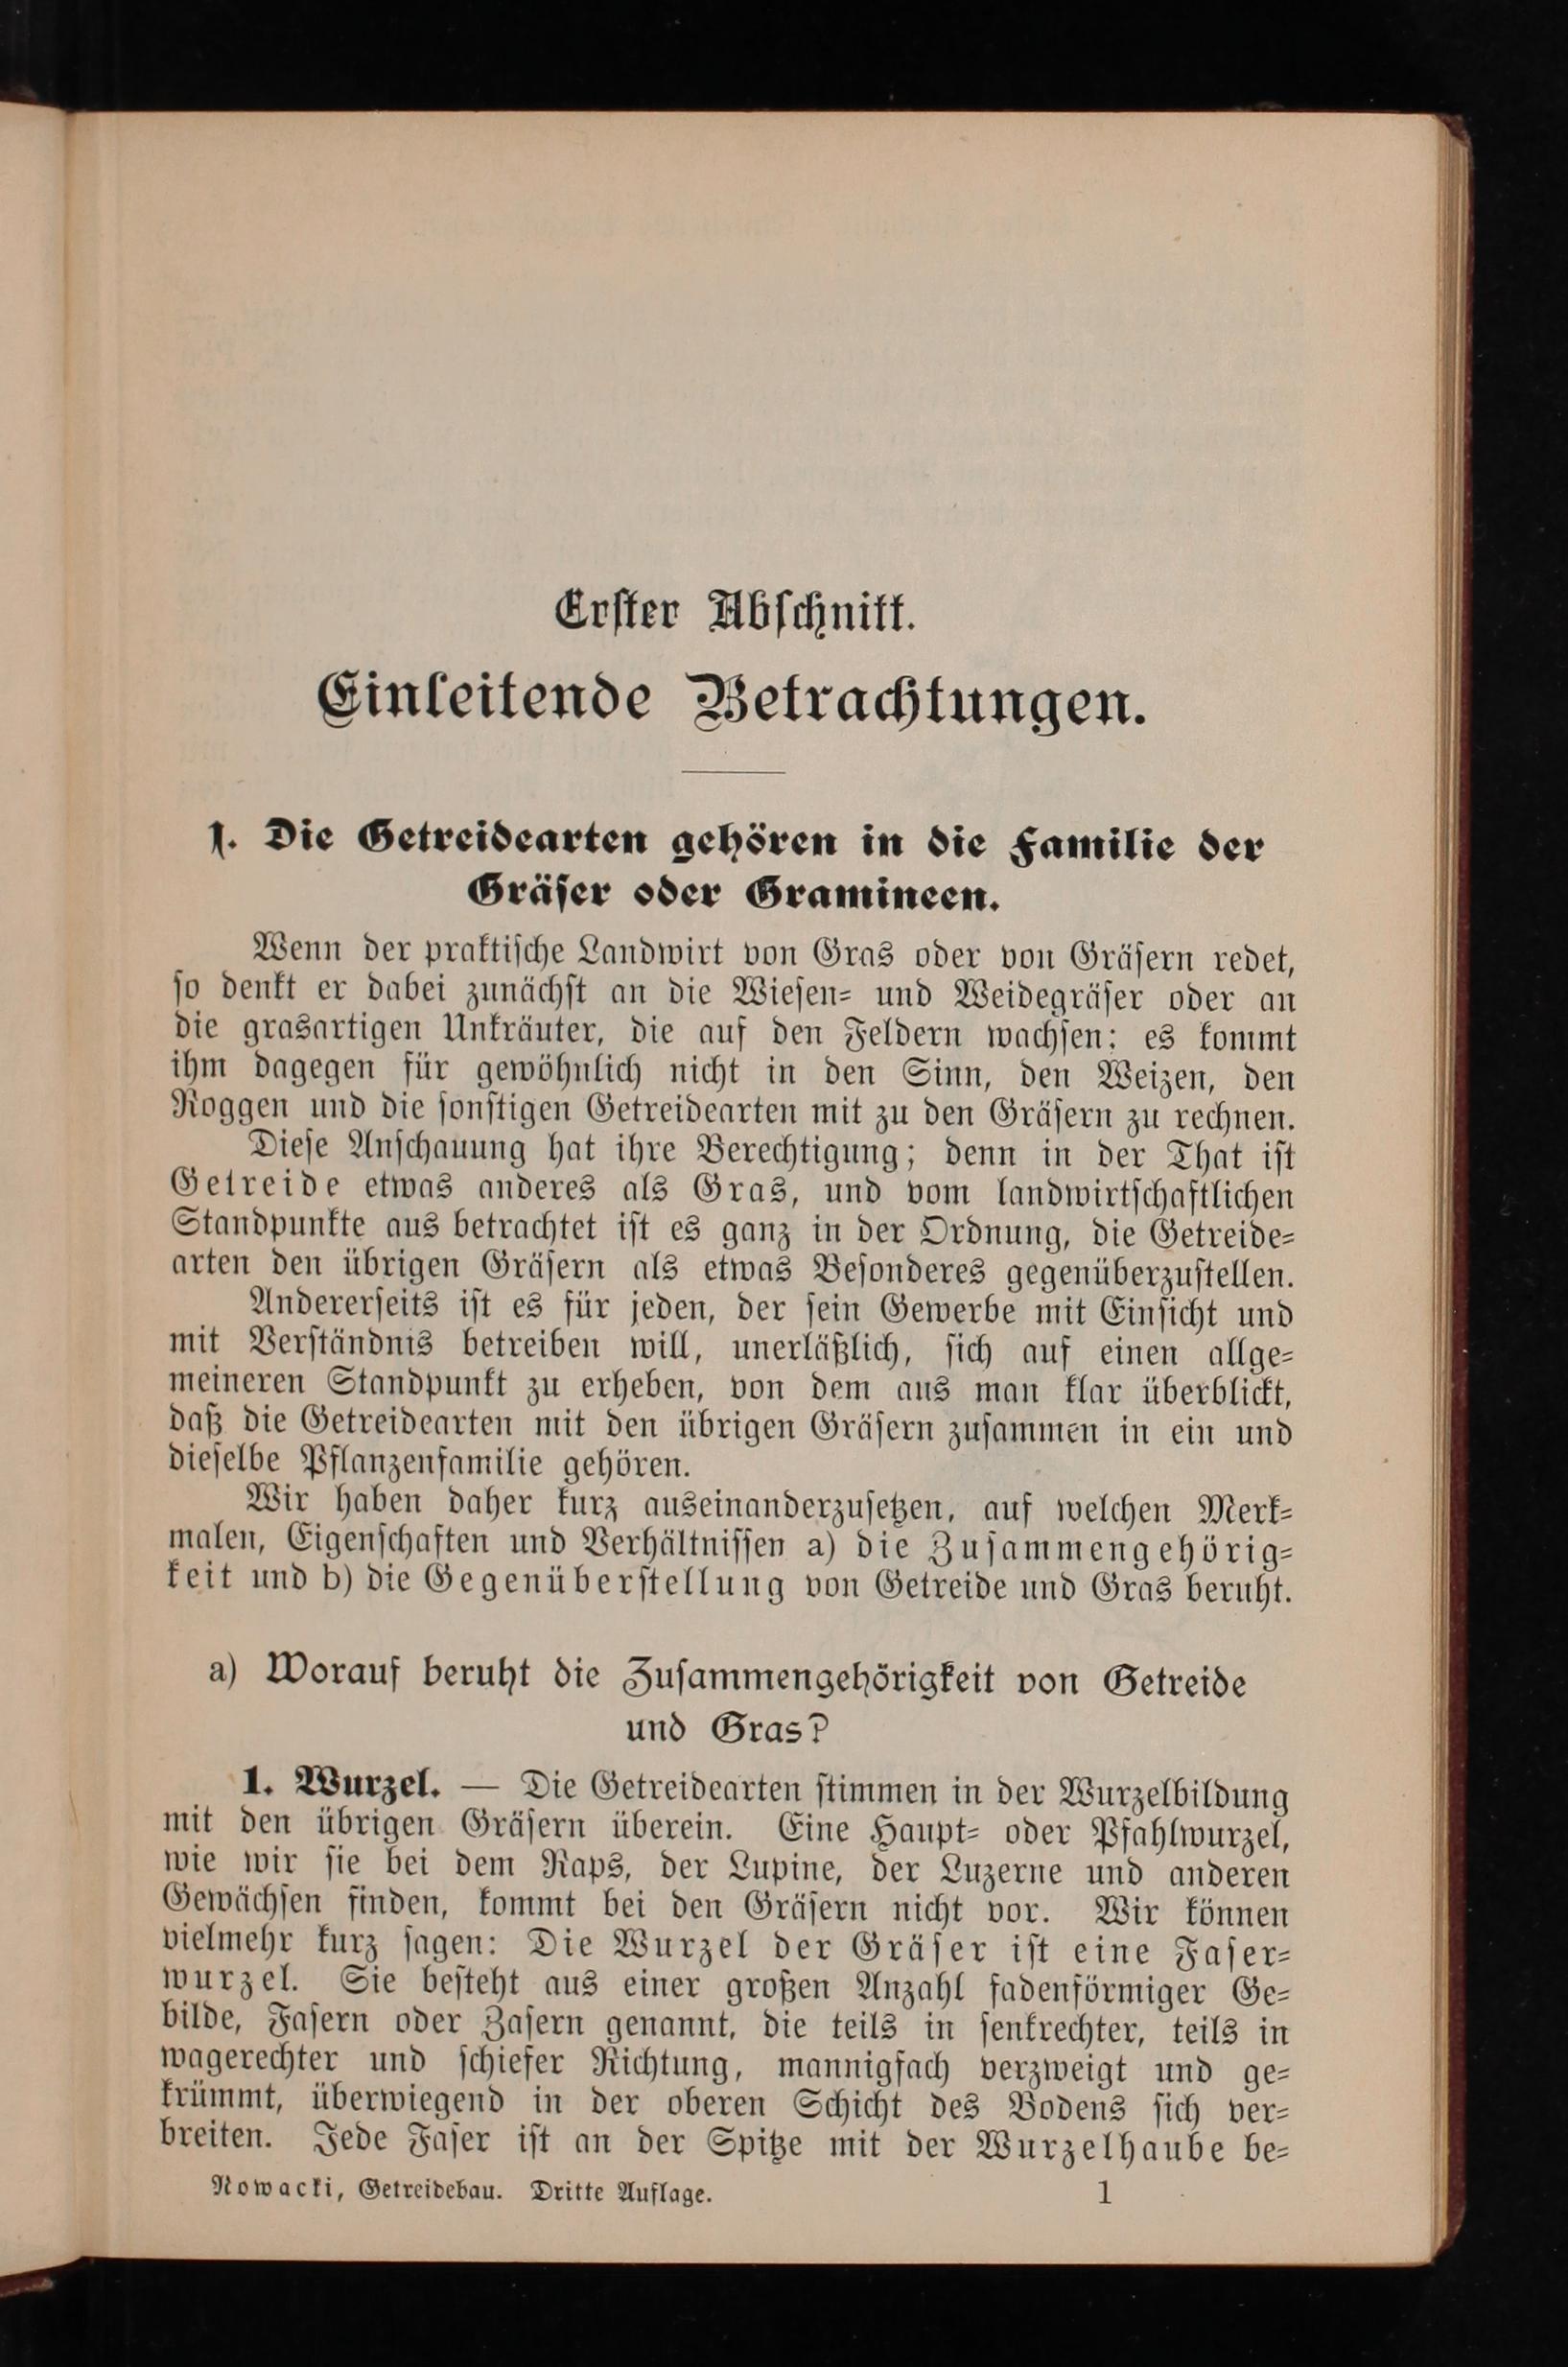 Erster Abschnitt.
Einleitende Betrachtungen.
1. Die Getreidearten gehören in die Familie der
Gräser oder Gramineen.
Wenn der praktische Landwirt von Gras oder von Gräsern redet,
so denkt er dabei zunächst an die Wiesen- und Weidegräser oder an
die grasartigen Unkräuter, die auf den Feldern wachsen; es kommt
ihm dagegen für gewöhnlich nicht in den Sinn, den Weizen, den
Roggen und die sonstigen Getreidearten mit zu den Gräsern zu rechnen.
Diese Anschauung hat ihre Berechtigung; denn in der That ist
Getreide etwas anderes als Gras, und vom landwirtschaftlichen
Standpunkte aus betrachtet ist es ganz in der Ordnung, die Getreide-
arten den übrigen Gräsern als etwas Besonderes gegenüberzustellen.
Andererseits ist es für jeden, der sein Gewerbe mit Einsicht und
mit Verständnis betreiben will, unerläßlich, sich auf einen allge-
meineren Standpunkt zu erheben, von dem aus man klar überblickt,
daß die Getreidearten mit den übrigen Gräsern zusammen in ein und
dieselbe Pflanzenfamilie gehören.
Wir haben daher kurz auseinanderzusetzen, auf welchen Merk-
malen, Eigenschaften und Verhältnissen a) die Zusammengehörig-
keit und b) die Gegenüberstellung von Getreide und Gras beruht.
a) Worauf beruht die Zusammengehörigkeit von Getreide
und Gras?
1. Wurzel. — Die Getreidearten stimmen in der Wurzelbildung
mit den übrigen Gräsern überein. Eine Haupt- oder Pfahlwurzel,
wie wir sie bei dem Raps, der Lupine, der Luzerne und anderen
Gewächsen finden, kommt bei den Gräsern nicht vor. Wir können
vielmehr kurz sagen: Die Wurzel der Gräser ist eine Faser-
wurzel. Sie besteht aus einer großen Anzahl fadenförmiger Ge-
bilde, Fasern oder Zasern genannt, die teils in senkrechter, teils in
wagerechter und schiefer Richtung, mannigfach verzweigt und ge-
krümmt, überwiegend in der oberen Schicht des Bodens sich ver-
breiten. Jede Faser ist an der Spitze mit der Wurzelhaube be-
Nowacki, Getreidebau. Dritte Auflage. 1